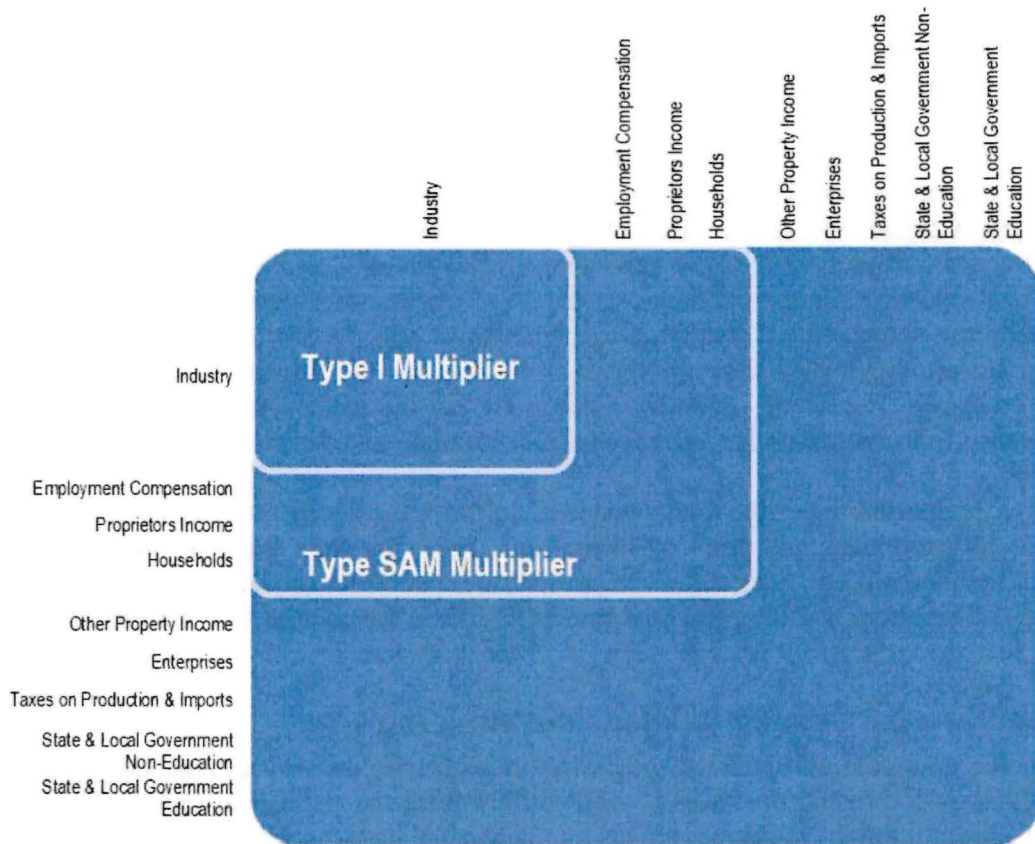 Industry
Employment Compensation
Proprietors Income
Households
Other Property Income
Enterprises
Taxes on Production & Imports
State & Local Government Non-
Education
State & Local Government
Education
Industry
Type I Multiplier
Employment Compensation
Proprietors Income
Households
Type SAM Multiplier
Other Property Income
Enterprises
Taxes on Production & Imports
State & Local Government
Non-Education
State & Local Government
Education